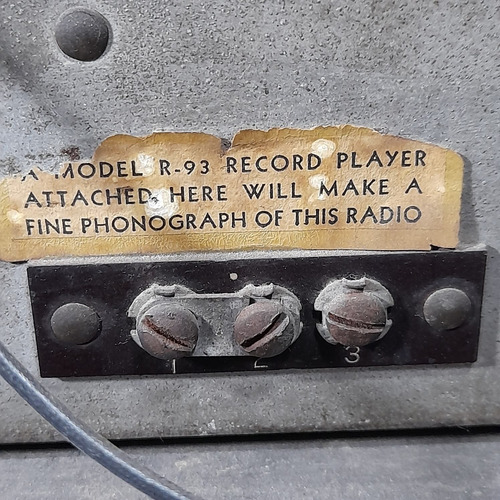 A MODEL R-93 RECORD PLAYER
ATTACHED HERE WILL MAKE A
FINE PHONOGRAPH OF THIS RADIO
1 2 3